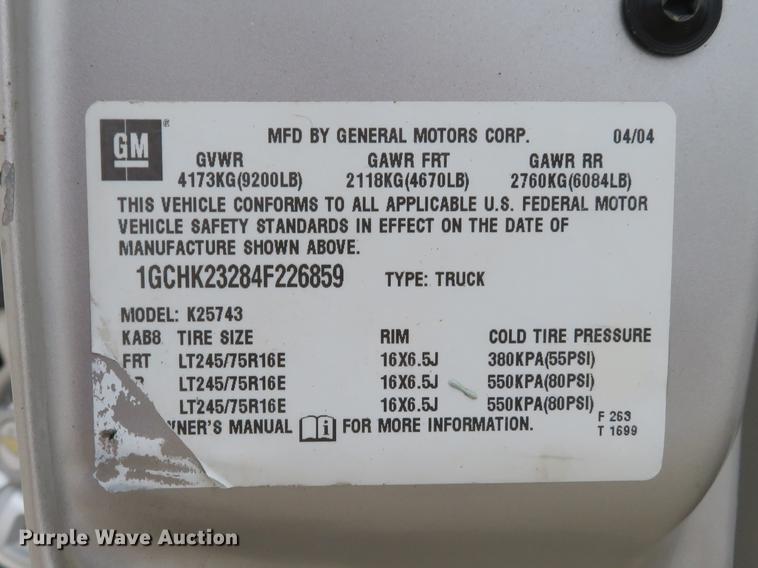 GM® MFD BY GENERAL MOTORS CORP. 04/04
GVWR GAWR FRT GAWR RR
4173KG(9200LB) 2118KG(4670LB) 2760KG(6084LB)
THIS VEHICLE CONFORMS TO ALL APPLICABLE U.S. FEDERAL MOTOR
VEHICLE SAFETY STANDARDS IN EFFECT ON THE DATE OF
MANUFACTURE SHOWN ABOVE.
1GCHK23284F226859 TYPE: TRUCK
MODEL: K25743
KAB8 TIRE SIZE RIM COLD TIRE PRESSURE
FRT LT245/75R16E 16X6.5J 380KPA(55PSI)
LT245/75R16E 16X6.5J 550KPA(80PSI)
LT245/75R16E 16X6.5J 550KPA(80PSI)
MANUAL FOR MORE INFORMATION.
F 263
T 1699
Purple Wave Auction